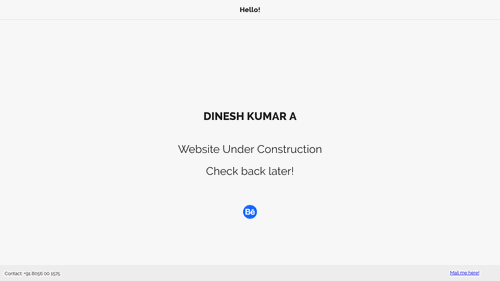 Hello!
DINESH KUMAR A
Website Under Construction
Check back later!
Bē
Contact: +91 8056 00 1575
Mail me here!